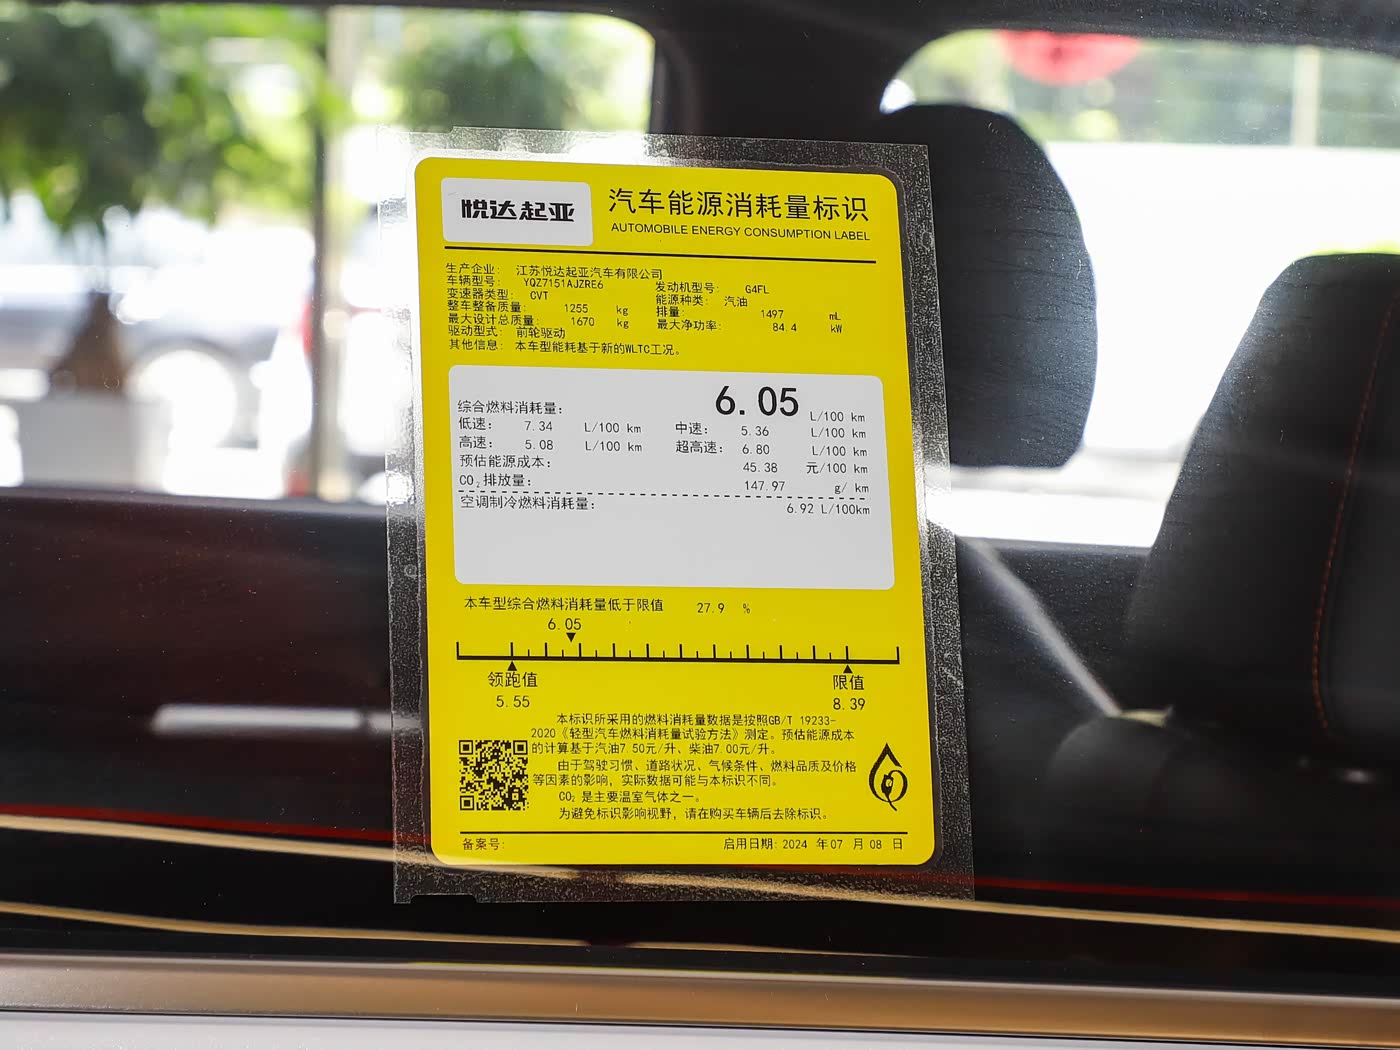 悦达起亚
汽车能源消耗量标识
AUTOMOBILE ENERGY CONSUMPTION LABEL
生产企业: 江苏悦达起亚汽车有限公司
车辆型号: YQZ7151AJZRE6 发动机型号: G4FL
变速器类型: CVT 能源种类: 汽油
整车整备质量: 1255 kg 排量: 1497 mL
最大设计总质量: 1670 kg 最大净功率: 84.4 kW
驱动型式: 前轮驱动
其他信息: 本车型能耗基于新的WLTC工况。
综合燃料消耗量: 6.05 L/100 km
低速: 7.34 L/100 km 中速: 5.36 L/100 km
高速: 5.08 L/100 km 超高速: 6.80 L/100 km
预估能源成本: 45.38 元/100 km
CO₂排放量: 147.97 g/ km
空调制冷燃料消耗量: 6.92 L/100km
本车型综合燃料消耗量低于限值 27.9 %
6.05
领跑值 限值
5.55 8.39
本标识所采用的燃料消耗量数据是按照GB/T 19233-
2020《轻型汽车燃料消耗量试验方法》测定。预估能源成本
的计算基于汽油7.50元/升、柴油7.00元/升。
由于驾驶习惯、道路状况、气候条件、燃料品质及价格
等因素的影响，实际数据可能与本标识不同。
CO₂ 是主要温室气体之一。
为避免标识影响视野，请在购买车辆后去除标识。
备案号: 启用日期: 2024 年 07 月 08 日